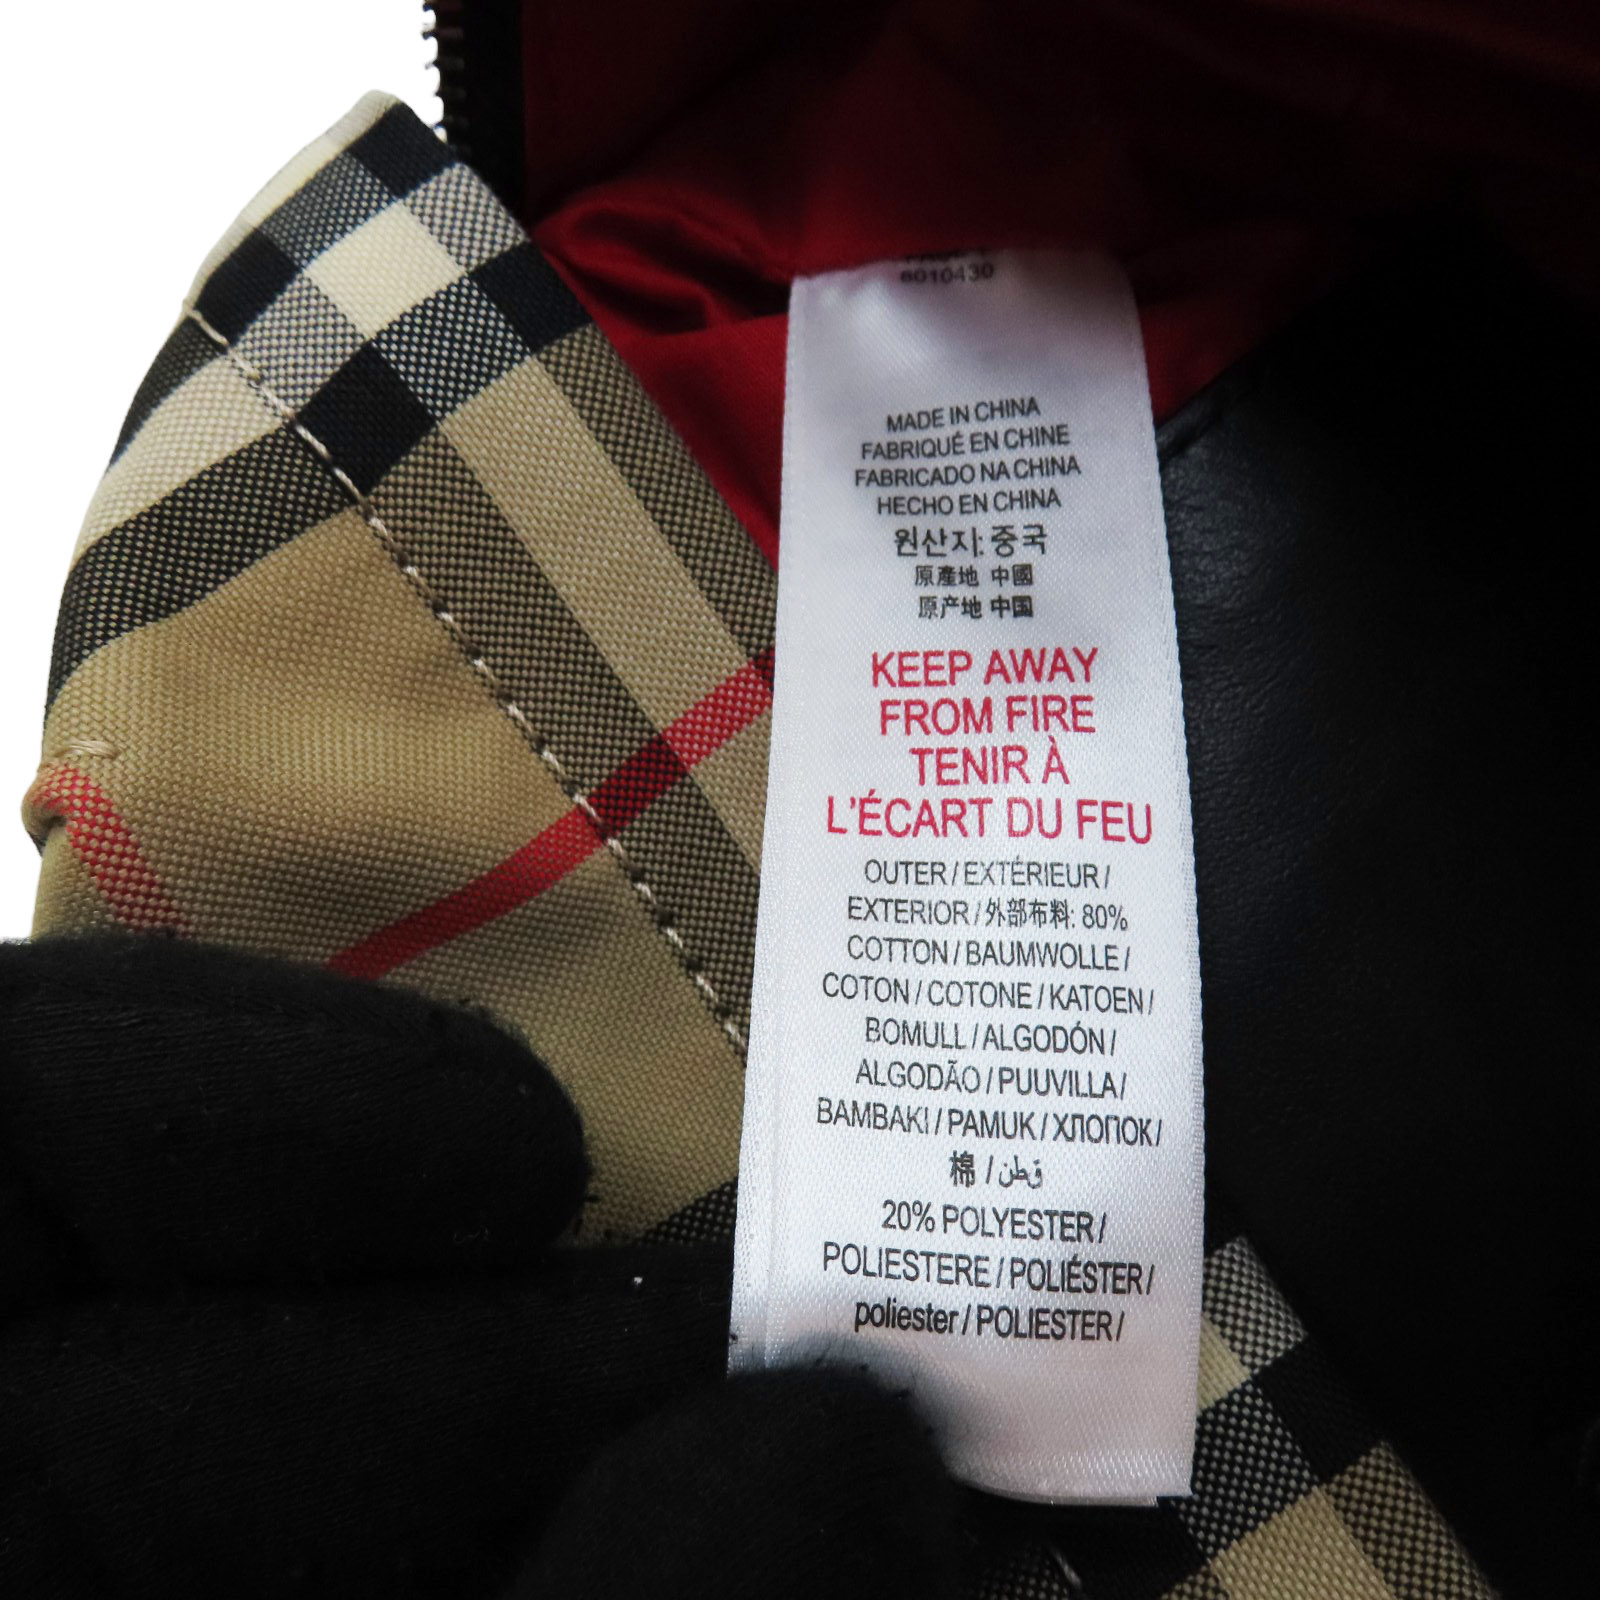 8010430
MADE IN CHINA
FABRIQUÉ EN CHINE
FABRICADO NA CHINA
HECHO EN CHINA
원산지: 중국
原產地 中國
原产地 中国
KEEP AWAY
FROM FIRE
TENIR À
L'ÉCART DU FEU
OUTER / EXTÉRIEUR /
EXTERIOR / 外部布料: 80%
COTTON / BAUMWOLLE /
COTON / COTONE / KATOEN /
BOMULL / ALGODÓN /
ALGODÃO / PUUVILLA /
BAMBAKI / PAMUK / ХЛОПОК /
棉 / قطن
20% POLYESTER /
POLIESTERE / POLIÉSTER /
poliester / POLIESTER /